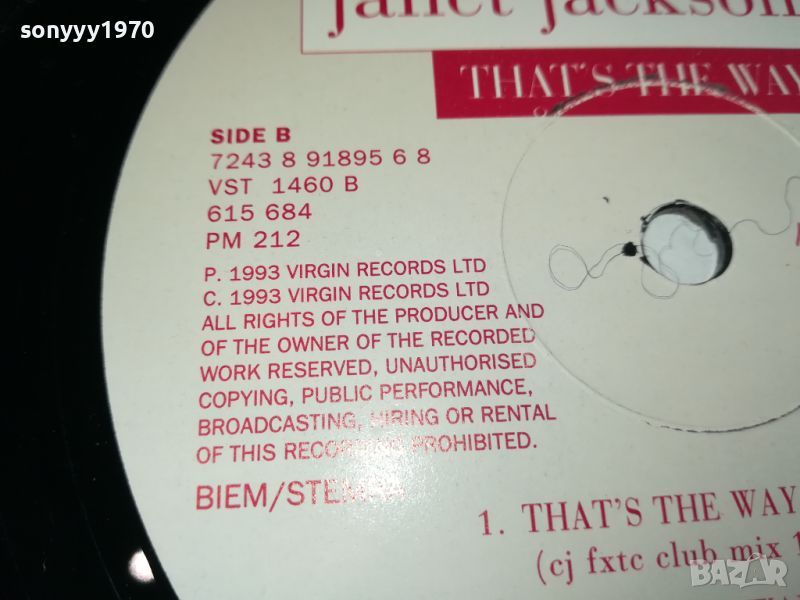 sonyyy1970
janet jackson
THAT'S THE WAY
SIDE B
7243 8 91895 6 8
VST 1460 B
615 684
PM 212
P. 1993 VIRGIN RECORDS LTD
C. 1993 VIRGIN RECORDS LTD
ALL RIGHTS OF THE PRODUCER AND
OF THE OWNER OF THE RECORDED
WORK RESERVED, UNAUTHORISED
COPYING, PUBLIC PERFORMANCE,
BROADCASTING, HIRING OR RENTAL
OF THIS RECORDING PROHIBITED.
BIEM/STEMRA
1. THAT'S THE WAY
(cj fxtc club mix
BAZAR